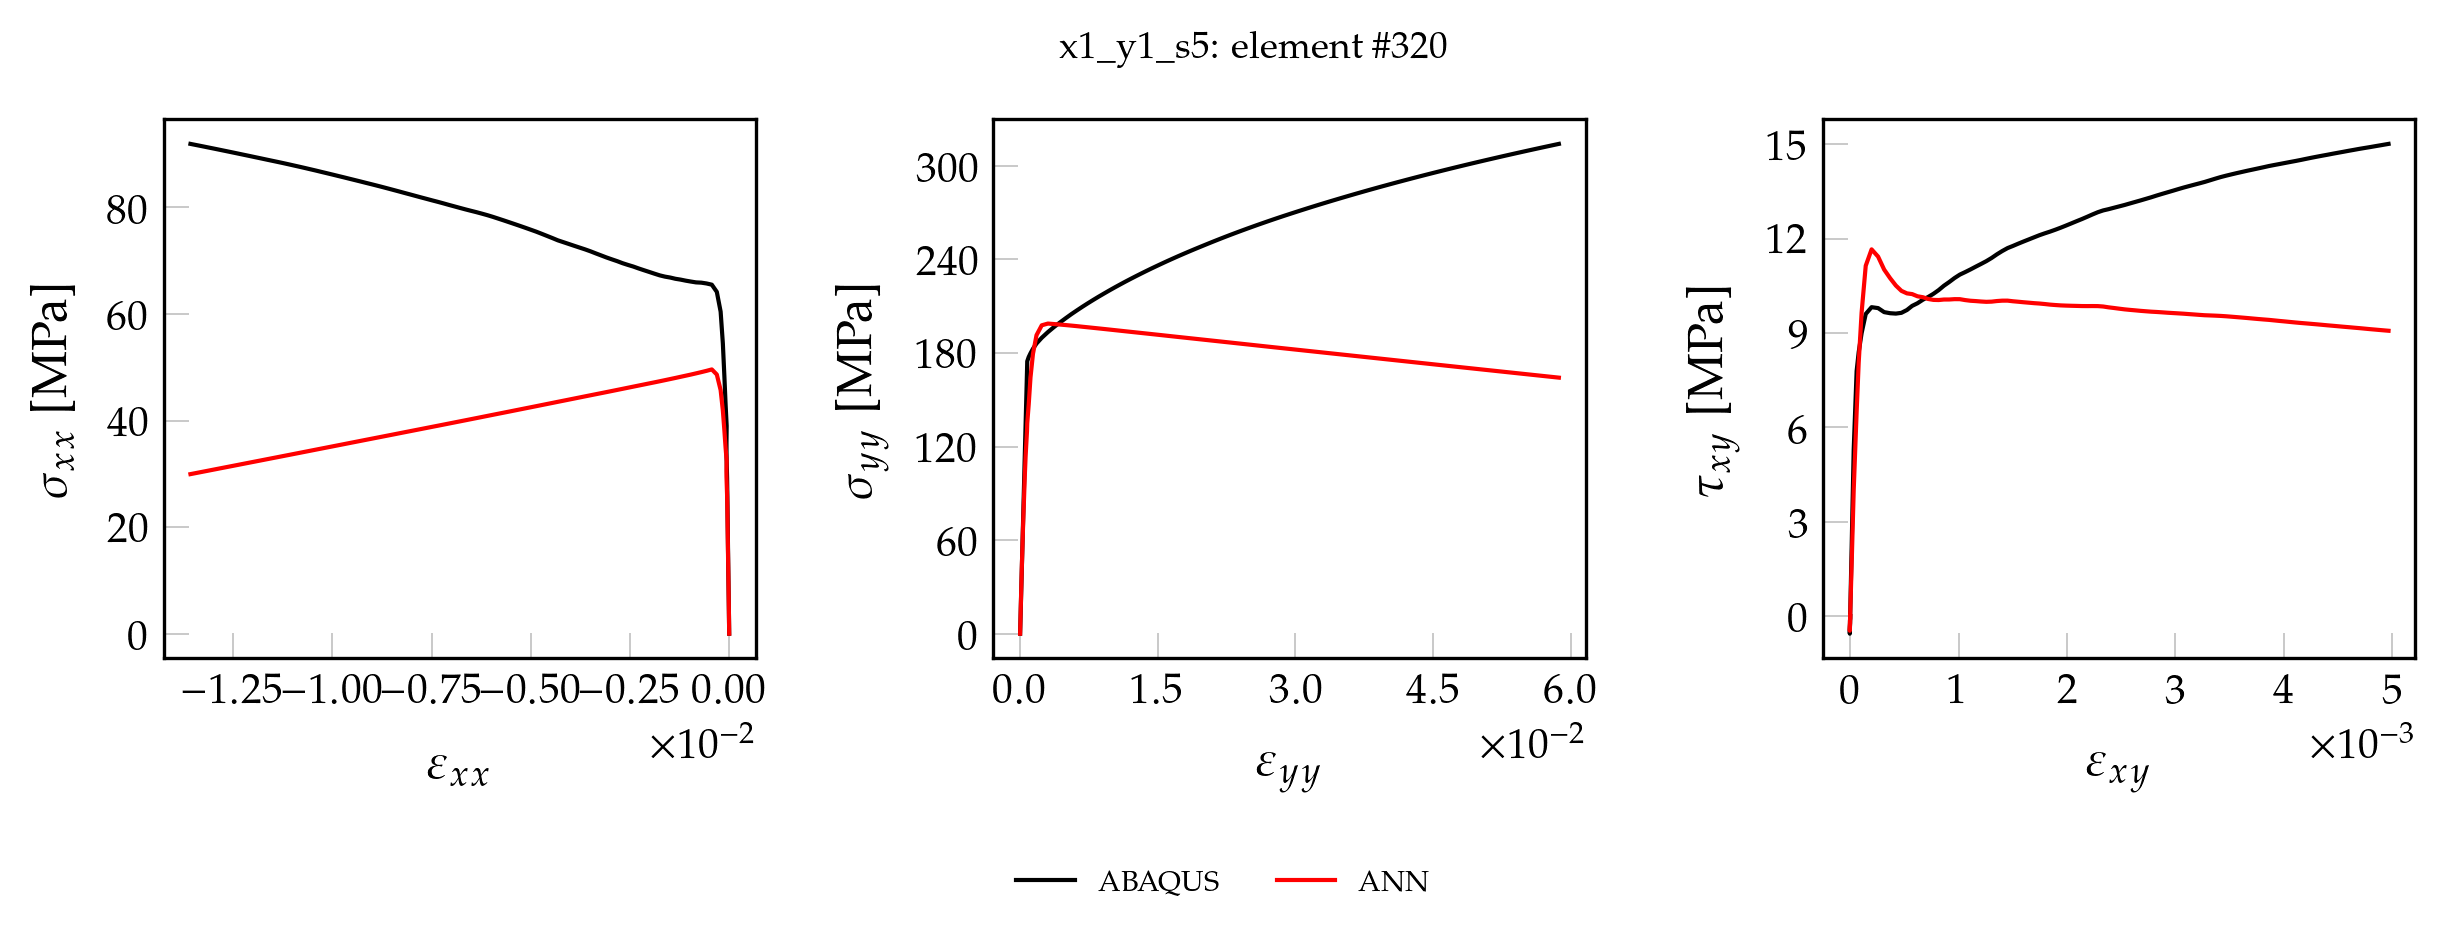 x1_y1_s5: element #320
σxx [MPa]
80
60
40
20
0
−1.25 −1.00 −0.75 −0.50 −0.25 0.00
×10−2
εxx
σyy [MPa]
300
240
180
120
60
0
0.0 1.5 3.0 4.5 6.0
×10−2
εyy
τxy [MPa]
15
12
9
6
3
0
0 1 2 3 4 5
×10−3
εxy
ABAQUS ANN